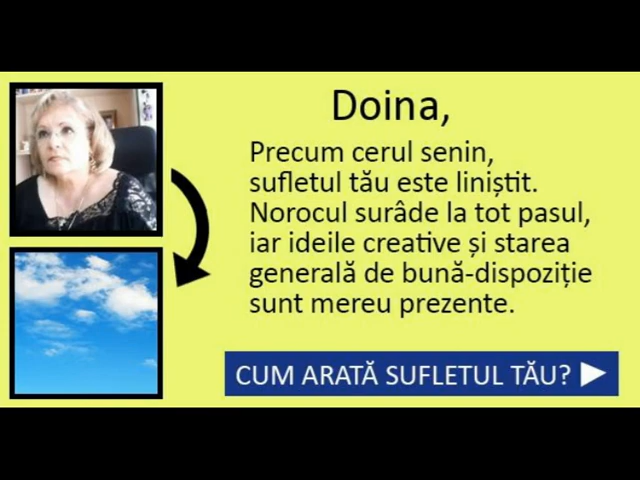 Doina,
Precum cerul senin,
sufletul tău este liniștit.
Norocul surâde la tot pasul,
iar ideile creative și starea
generală de bună-dispoziție
sunt mereu prezente.
CUM ARATĂ SUFLETUL TĂU?